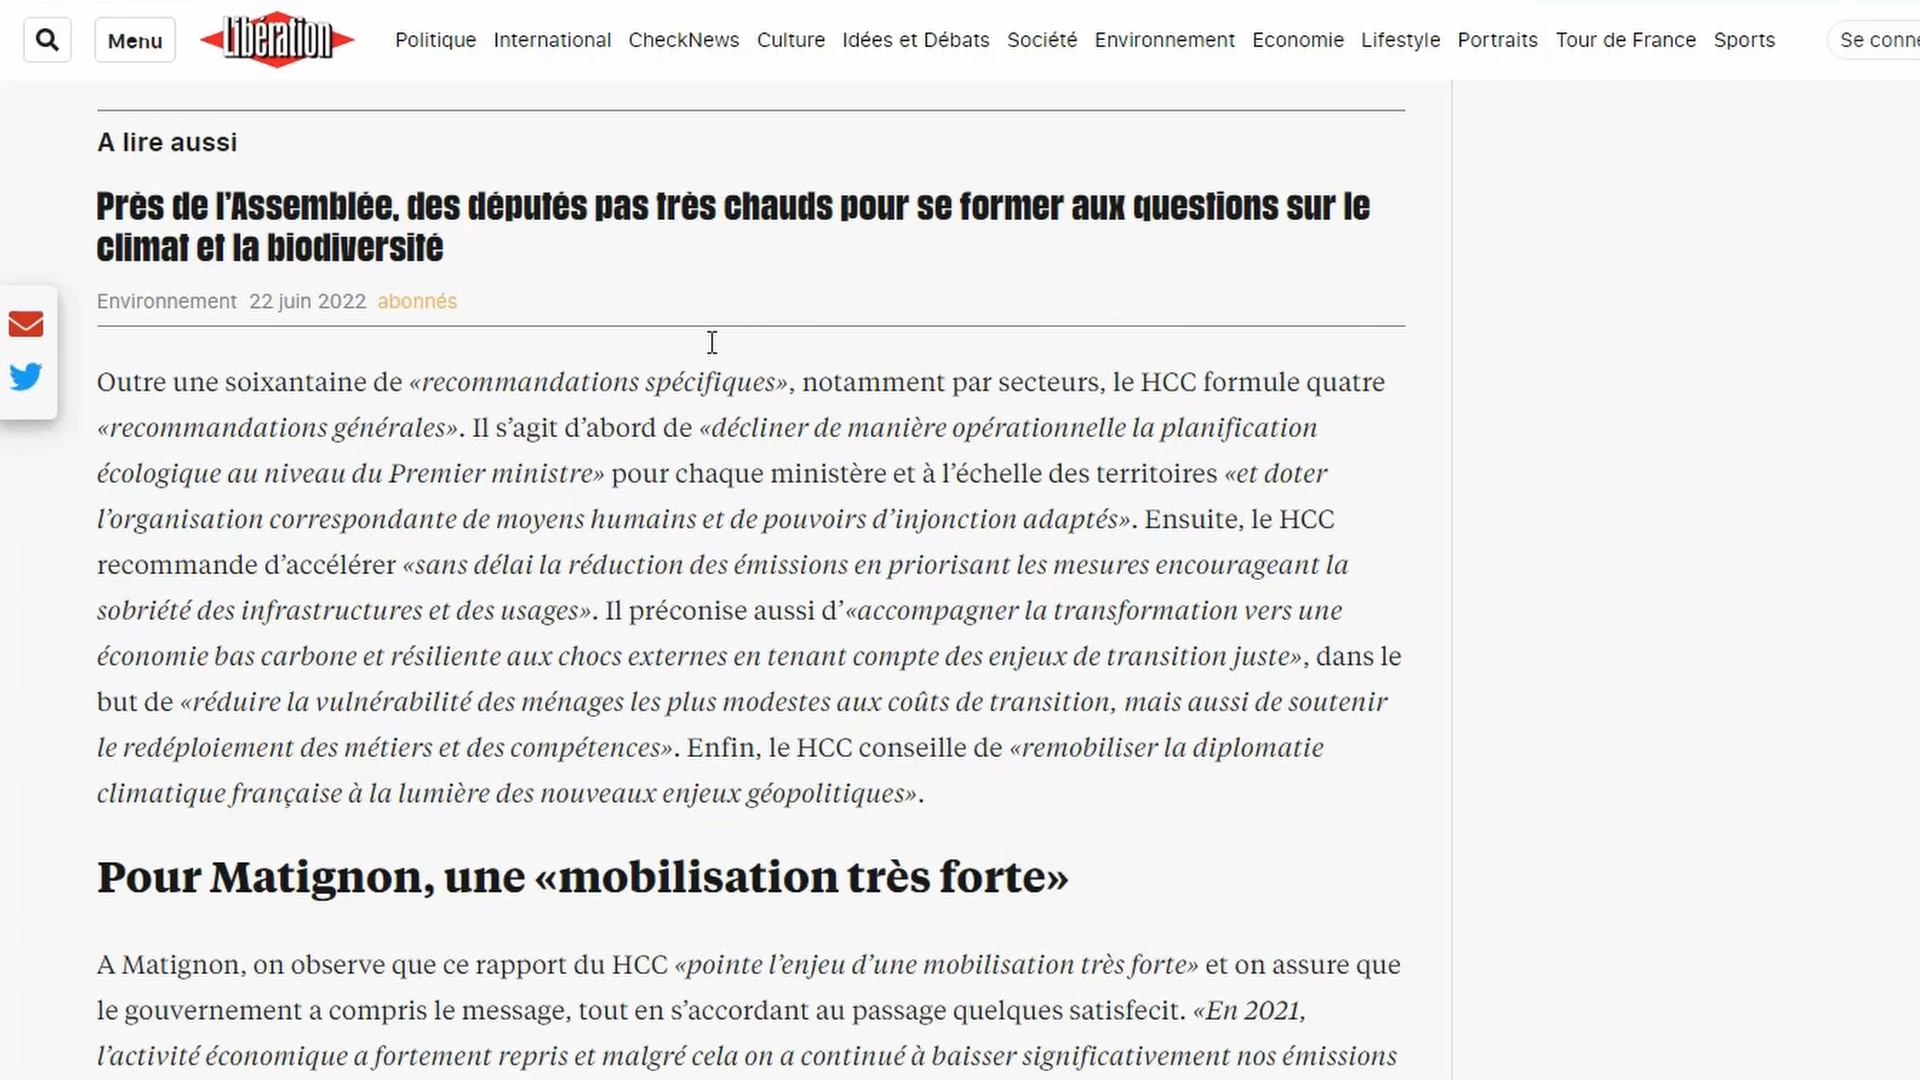 Menu
Libération
Politique International CheckNews Culture Idées et Débats Société Environnement Economie Lifestyle Portraits Tour de France Sports
Se conne
A lire aussi
Près de l’Assemblée, des députés pas très chauds pour se former aux questions sur le
climat et la biodiversité
Environnement 22 juin 2022 abonnés
Outre une soixantaine de «recommandations spécifiques», notamment par secteurs, le HCC formule quatre
«recommandations générales». Il s’agit d’abord de «décliner de manière opérationnelle la planification
écologique au niveau du Premier ministre» pour chaque ministère et à l’échelle des territoires «et doter
l’organisation correspondante de moyens humains et de pouvoirs d’injonction adaptés». Ensuite, le HCC
recommande d’accélérer «sans délai la réduction des émissions en priorisant les mesures encourageant la
sobriété des infrastructures et des usages». Il préconise aussi d’«accompagner la transformation vers une
économie bas carbone et résiliente aux chocs externes en tenant compte des enjeux de transition juste», dans le
but de «réduire la vulnérabilité des ménages les plus modestes aux coûts de transition, mais aussi de soutenir
le redéploiement des métiers et des compétences». Enfin, le HCC conseille de «remobiliser la diplomatie
climatique française à la lumière des nouveaux enjeux géopolitiques».
Pour Matignon, une «mobilisation très forte»
A Matignon, on observe que ce rapport du HCC «pointe l’enjeu d’une mobilisation très forte» et on assure que
le gouvernement a compris le message, tout en s’accordant au passage quelques satisfecit. «En 2021,
l’activité économique a fortement repris et malgré cela on a continué à baisser significativement nos émissions